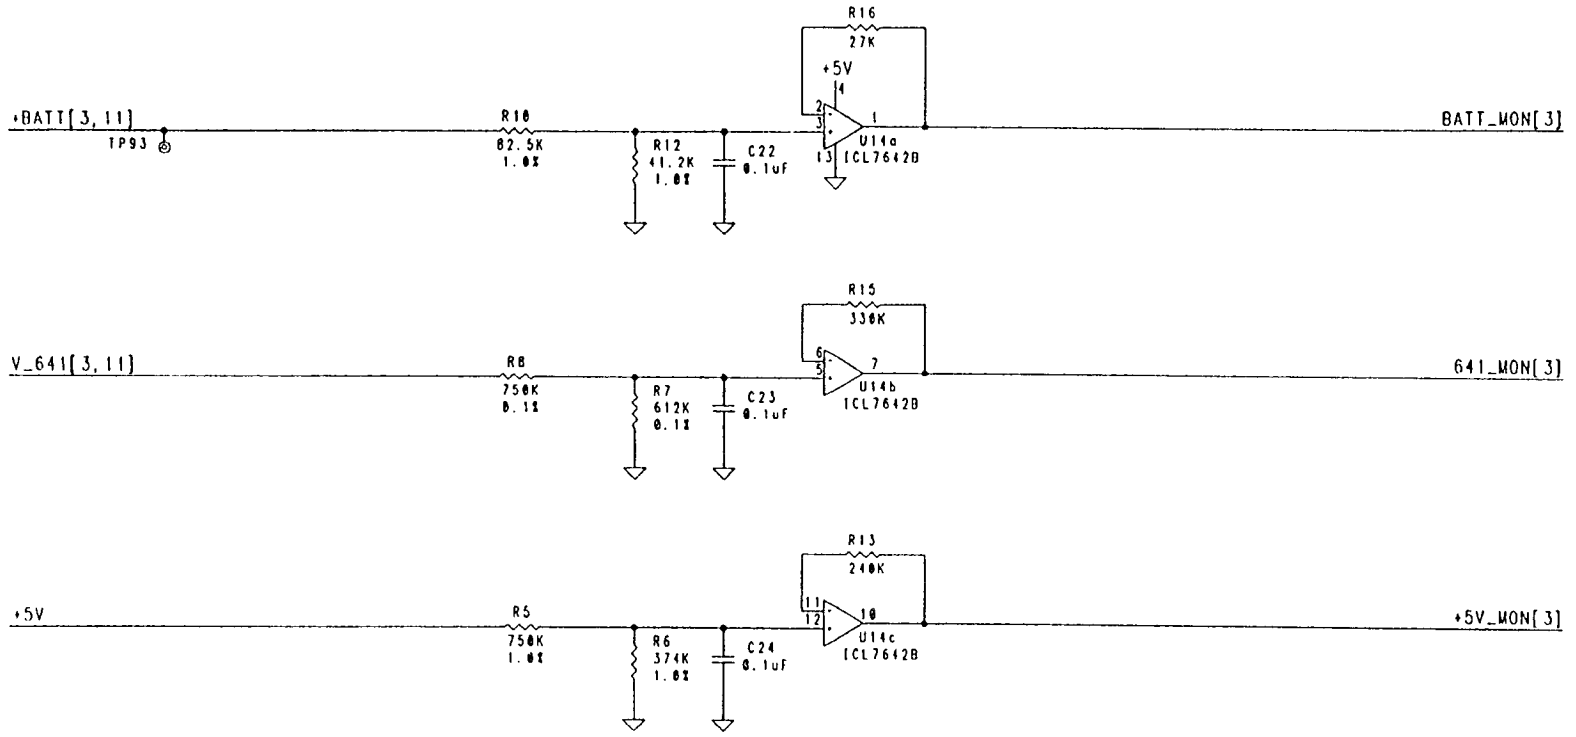 R16
27K
+5V
4
+BATT[3,11]
TP93
R10
82.5K
1.0%
R12
41.2K
1.0%
C22
0.1uF
2
3
1
13
U14a
ICL7642B
BATT_MON[3]
R15
330K
V_641[3,11]
R8
750K
0.1%
R7
612K
0.1%
C23
0.1uF
6
5
7
U14b
ICL7642B
641_MON[3]
R13
240K
+5V
R5
750K
1.0%
R6
374K
1.0%
C24
0.1uF
11
12
10
U14c
ICL7642B
+5V_MON[3]